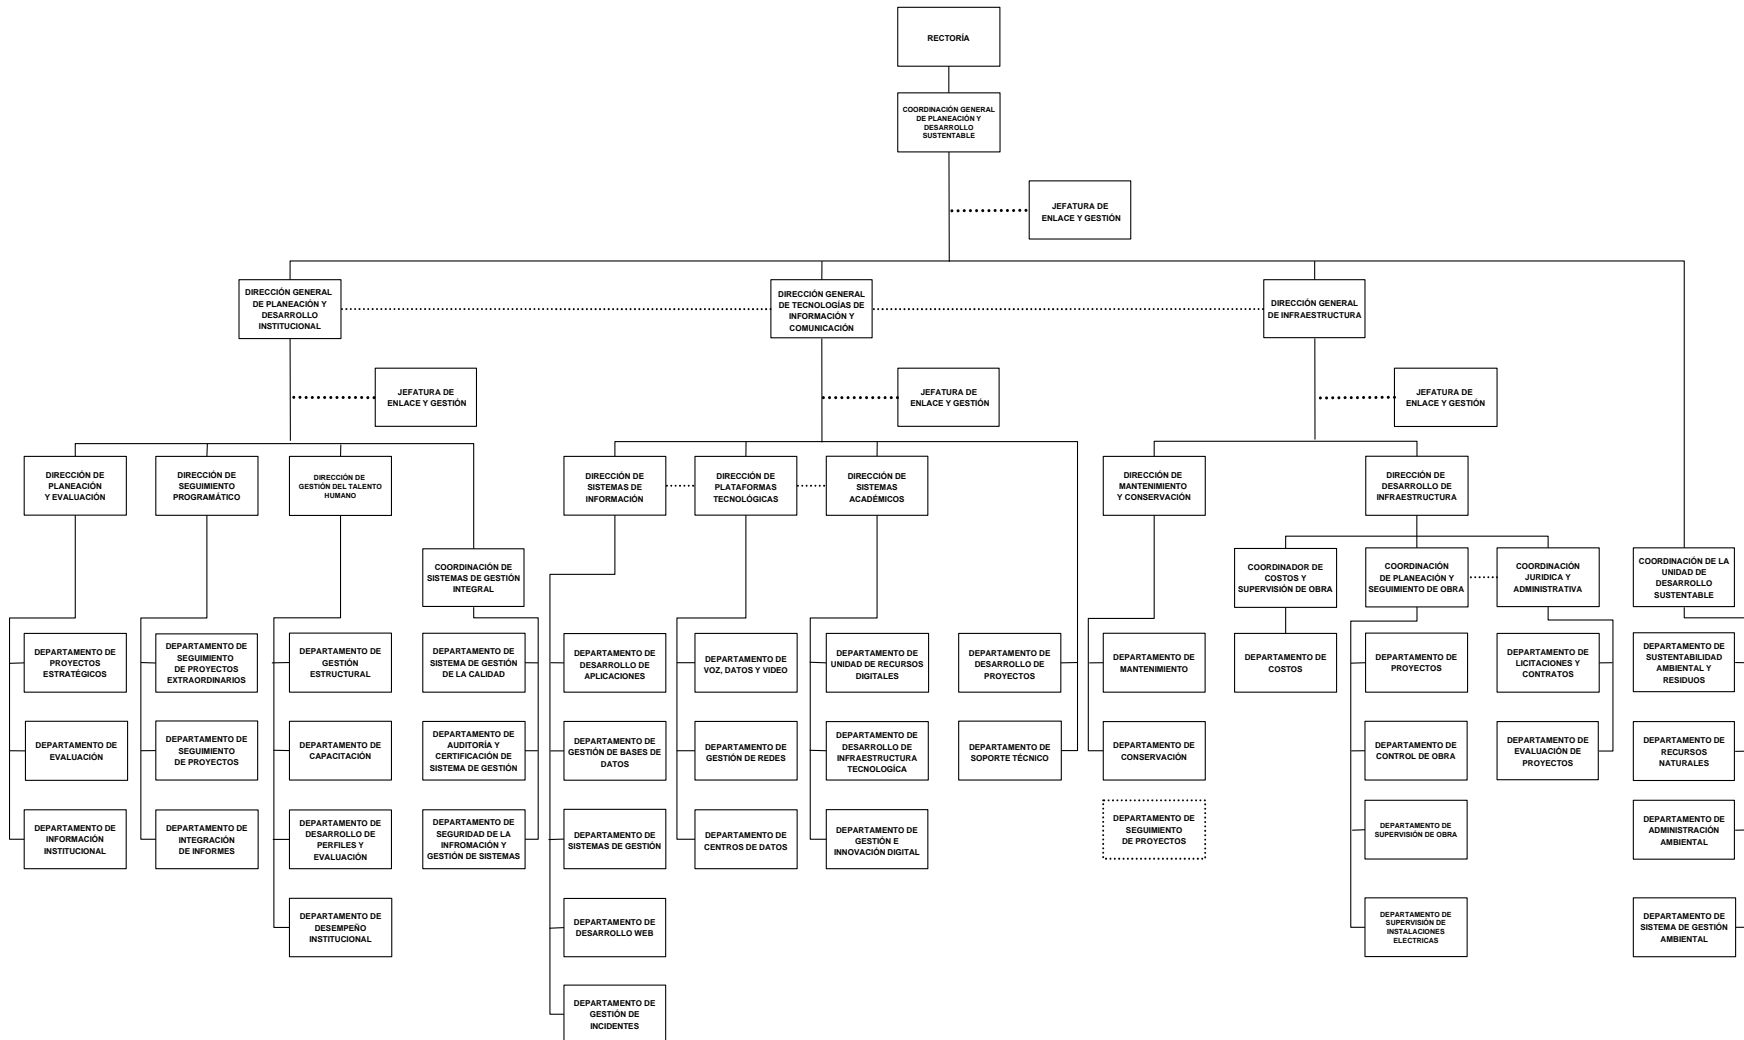 RECTORÍA
COORDINACIÓN GENERAL
DE PLANEACIÓN Y
DESARROLLO
SUSTENTABLE
JEFATURA DE
ENLACE Y GESTIÓN
DIRECCIÓN GENERAL
DE PLANEACIÓN Y
DESARROLLO
INSTITUCIONAL
DIRECCIÓN GENERAL
DE TECNOLOGÍAS DE
INFORMACIÓN Y
COMUNICACIÓN
DIRECCIÓN GENERAL
DE INFRAESTRUCTURA
JEFATURA DE
ENLACE Y GESTIÓN
JEFATURA DE
ENLACE Y GESTIÓN
JEFATURA DE
ENLACE Y GESTIÓN
DIRECCIÓN DE
PLANEACIÓN
Y EVALUACIÓN
DIRECCIÓN DE
SEGUIMIENTO
PROGRAMÁTICO
DIRECCIÓN DE
GESTIÓN DEL TALENTO
HUMANO
DIRECCIÓN DE
SISTEMAS DE
INFORMACIÓN
DIRECCIÓN DE
PLATAFORMAS
TECNOLÓGICAS
DIRECCIÓN DE
SISTEMAS
ACADÉMICOS
DIRECCIÓN DE
MANTENIMIENTO
Y CONSERVACIÓN
DIRECCIÓN DE
DESARROLLO DE
INFRAESTRUCTURA
COORDINACIÓN DE
SISTEMAS DE GESTIÓN
INTEGRAL
COORDINADOR DE
COSTOS Y
SUPERVISIÓN DE OBRA
COORDINACIÓN
DE PLANEACIÓN Y
SEGUIMIENTO DE OBRA
COORDINACIÓN
JURIDICA Y
ADMINISTRATIVA
COORDINACIÓN DE LA
UNIDAD DE
DESARROLLO
SUSTENTABLE
DEPARTAMENTO DE
PROYECTOS
ESTRATÉGICOS
DEPARTAMENTO DE
SEGUIMIENTO
DE PROYECTOS
EXTRAORDINARIOS
DEPARTAMENTO DE
GESTIÓN
ESTRUCTURAL
DEPARTAMENTO DE
SISTEMA DE GESTIÓN
DE LA CALIDAD
DEPARTAMENTO DE
DESARROLLO DE
APLICACIONES
DEPARTAMENTO DE
VOZ, DATOS Y VIDEO
DEPARTAMENTO DE
UNIDAD DE RECURSOS
DIGITALES
DEPARTAMENTO DE
DESARROLLO DE
PROYECTOS
DEPARTAMENTO DE
MANTENIMIENTO
DEPARTAMENTO DE
COSTOS
DEPARTAMENTO DE
PROYECTOS
DEPARTAMENTO DE
LICITACIONES Y
CONTRATOS
DEPARTAMENTO DE
SUSTENTABILIDAD
AMBIENTAL Y
RESIDUOS
DEPARTAMENTO DE
EVALUACIÓN
DEPARTAMENTO DE
SEGUIMIENTO
DE PROYECTOS
DEPARTAMENTO DE
CAPACITACIÓN
DEPARTAMENTO DE
AUDITORÍA Y
CERTIFICACIÓN DE
SISTEMA DE GESTIÓN
DEPARTAMENTO DE
GESTIÓN DE BASES DE
DATOS
DEPARTAMENTO DE
GESTIÓN DE REDES
DEPARTAMENTO DE
DESARROLLO DE
INFRAESTRUCTURA
TECNOLOGÍCA
DEPARTAMENTO DE
SOPORTE TÉCNICO
DEPARTAMENTO DE
CONSERVACIÓN
DEPARTAMENTO DE
CONTROL DE OBRA
DEPARTAMENTO DE
EVALUACIÓN DE
PROYECTOS
DEPARTAMENTO DE
RECURSOS
NATURALES
DEPARTAMENTO DE
INFORMACIÓN
INSTITUCIONAL
DEPARTAMENTO DE
INTEGRACIÓN
DE INFORMES
DEPARTAMENTO DE
DESARROLLO DE
PERFILES Y
EVALUACIÓN
DEPARTAMENTO DE
SEGURIDAD DE LA
INFROMACIÓN Y
GESTIÓN DE SISTEMAS
DEPARTAMENTO DE
SISTEMAS DE GESTIÓN
DEPARTAMENTO DE
CENTROS DE DATOS
DEPARTAMENTO DE
GESTIÓN E
INNOVACIÓN DIGITAL
DEPARTAMENTO DE
SEGUIMIENTO
DE PROYECTOS
DEPARTAMENTO DE
SUPERVISIÓN DE OBRA
DEPARTAMENTO DE
ADMINISTRACIÓN
AMBIENTAL
DEPARTAMENTO DE
DESEMPEÑO
INSTITUCIONAL
DEPARTAMENTO DE
DESARROLLO WEB
DEPARTAMENTO DE
SUPERVISIÓN DE
INSTALACIONES
ELECTRICAS
DEPARTAMENTO DE
SISTEMA DE GESTIÓN
AMBIENTAL
DEPARTAMENTO DE
GESTIÓN DE
INCIDENTES